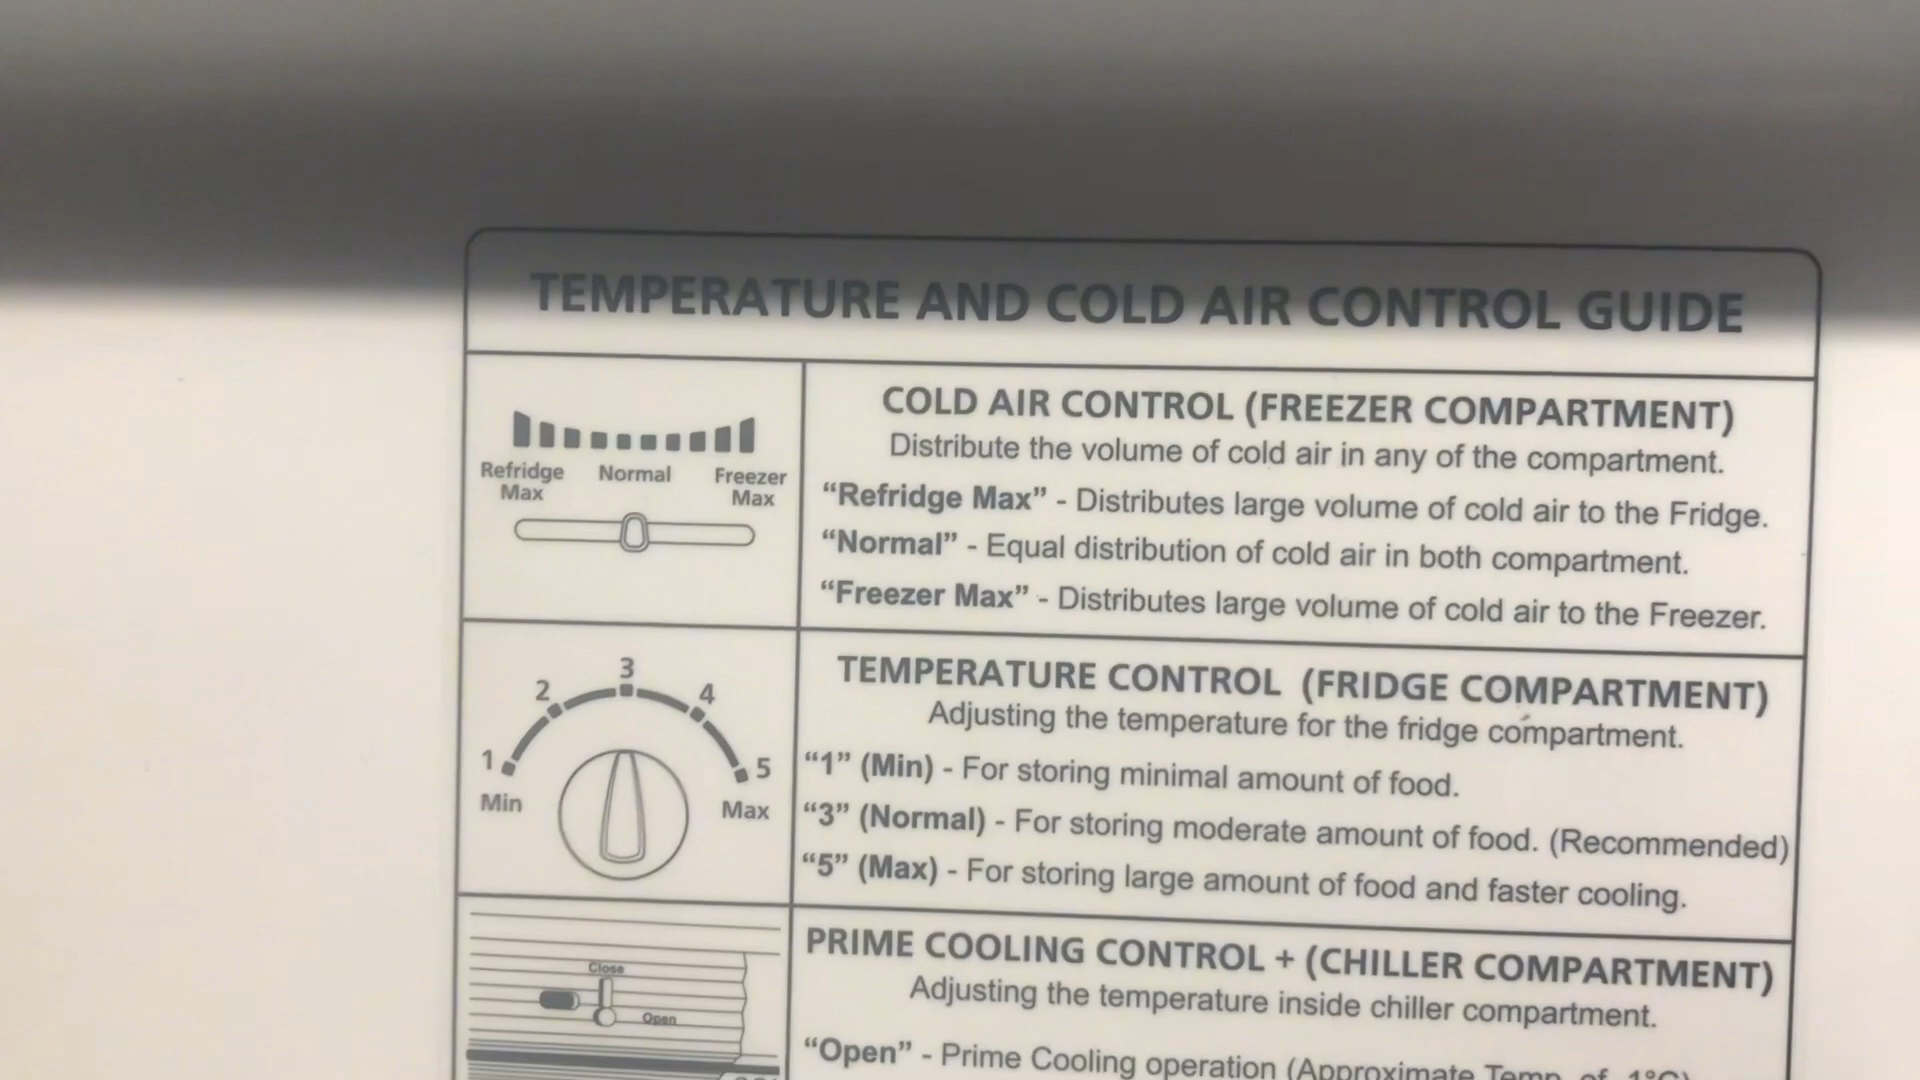 TEMPERATURE AND COLD AIR CONTROL GUIDE
Refridge Max
Normal
Freezer Max
COLD AIR CONTROL (FREEZER COMPARTMENT)
Distribute the volume of cold air in any of the compartment.
“Refridge Max” - Distributes large volume of cold air to the Fridge.
“Normal” - Equal distribution of cold air in both compartment.
“Freezer Max” - Distributes large volume of cold air to the Freezer.
1
2
3
4
5
Min
Max
TEMPERATURE CONTROL (FRIDGE COMPARTMENT)
Adjusting the temperature for the fridge compartment.
“1” (Min) - For storing minimal amount of food.
“3” (Normal) - For storing moderate amount of food. (Recommended)
“5” (Max) - For storing large amount of food and faster cooling.
Close
Open
PRIME COOLING CONTROL + (CHILLER COMPARTMENT)
Adjusting the temperature inside chiller compartment.
“Open” - Prime Cooling operation (Approximate Temp. of